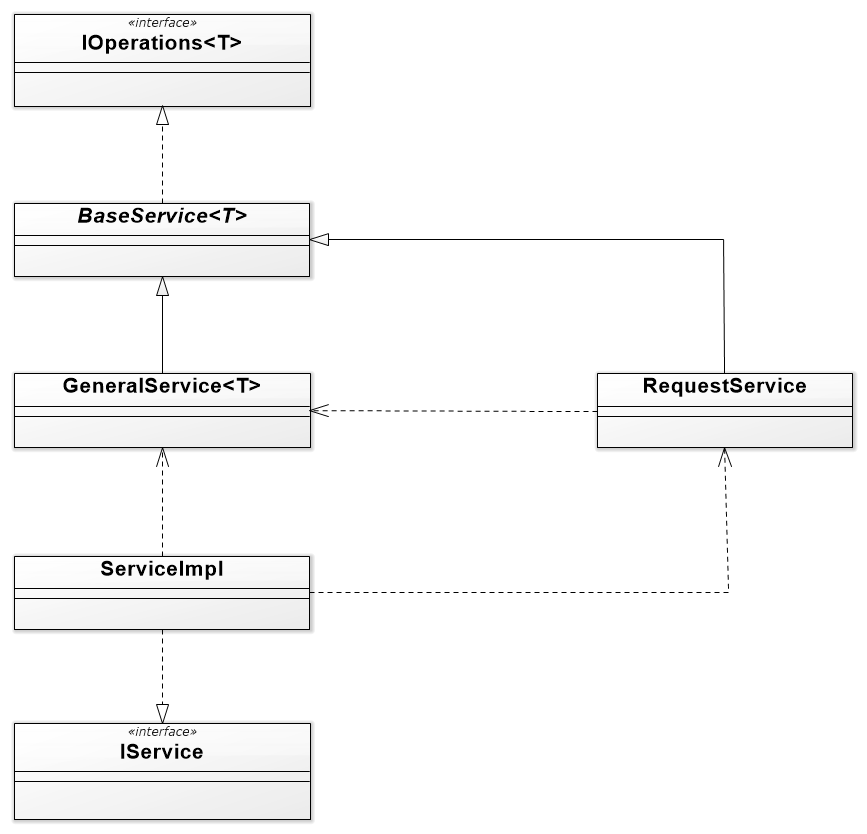 «interface»
IOperations<T>
BaseService<T>
GeneralService<T>
RequestService
ServiceImpl
«interface»
IService